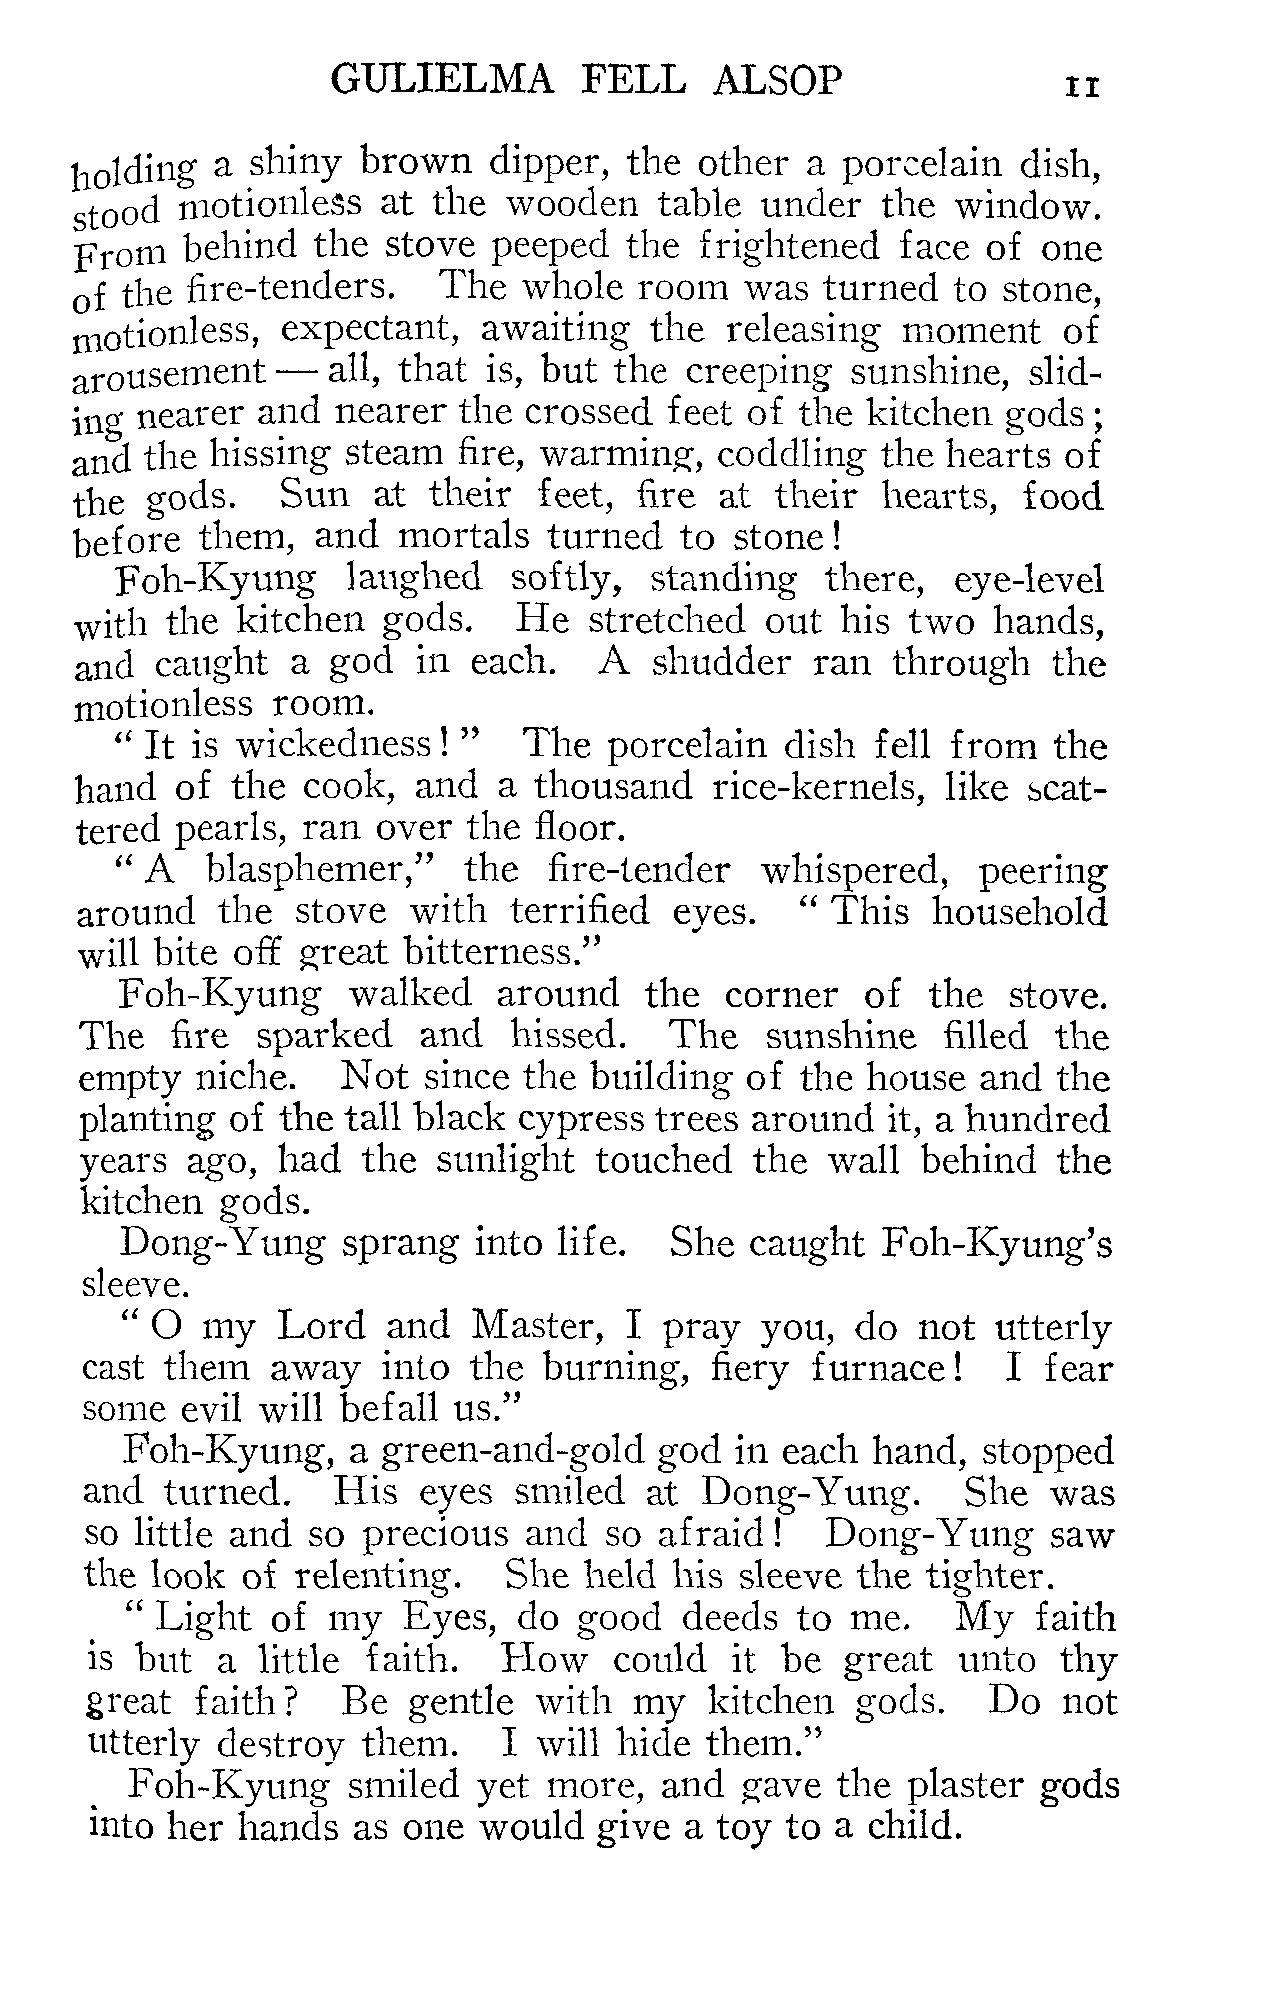 GULIELMA FELL ALSOP 11
holding a shiny brown dipper, the other a porcelain dish,
stood motionless at the wooden table under the window.
From behind the stove peeped the frightened face of one
of the fire-tenders. The whole room was turned to stone,
motionless, expectant, awaiting the releasing moment of
arousement — all, that is, but the creeping sunshine, slid-
ing nearer and nearer the crossed feet of the kitchen gods;
and the hissing steam fire, warming, coddling the hearts of
the gods. Sun at their feet, fire at their hearts, food
before them, and mortals turned to stone!
Foh-Kyung laughed softly, standing there, eye-level
with the kitchen gods. He stretched out his two hands,
and caught a god in each. A shudder ran through the
motionless room.
"It is wickedness!" The porcelain dish fell from the
hand of the cook, and a thousand rice-kernels, like scat-
tered pearls, ran over the floor.
"A blasphemer," the fire-tender whispered, peering
around the stove with terrified eyes. "This household
will bite off great bitterness."
Foh-Kyung walked around the corner of the stove.
The fire sparked and hissed. The sunshine filled the
empty niche. Not since the building of the house and the
planting of the tall black cypress trees around it, a hundred
years ago, had the sunlight touched the wall behind the
kitchen gods.
Dong-Yung sprang into life. She caught Foh-Kyung's
sleeve.
"O my Lord and Master, I pray you, do not utterly
cast them away into the burning, fiery furnace! I fear
some evil will befall us."
Foh-Kyung, a green-and-gold god in each hand, stopped
and turned. His eyes smiled at Dong-Yung. She was
so little and so precious and so afraid! Dong-Yung saw
the look of relenting. She held his sleeve the tighter.
"Light of my Eyes, do good deeds to me. My faith
is but a little faith. How could it be great unto thy
great faith? Be gentle with my kitchen gods. Do not
utterly destroy them. I will hide them."
Foh-Kyung smiled yet more, and gave the plaster gods
into her hands as one would give a toy to a child.